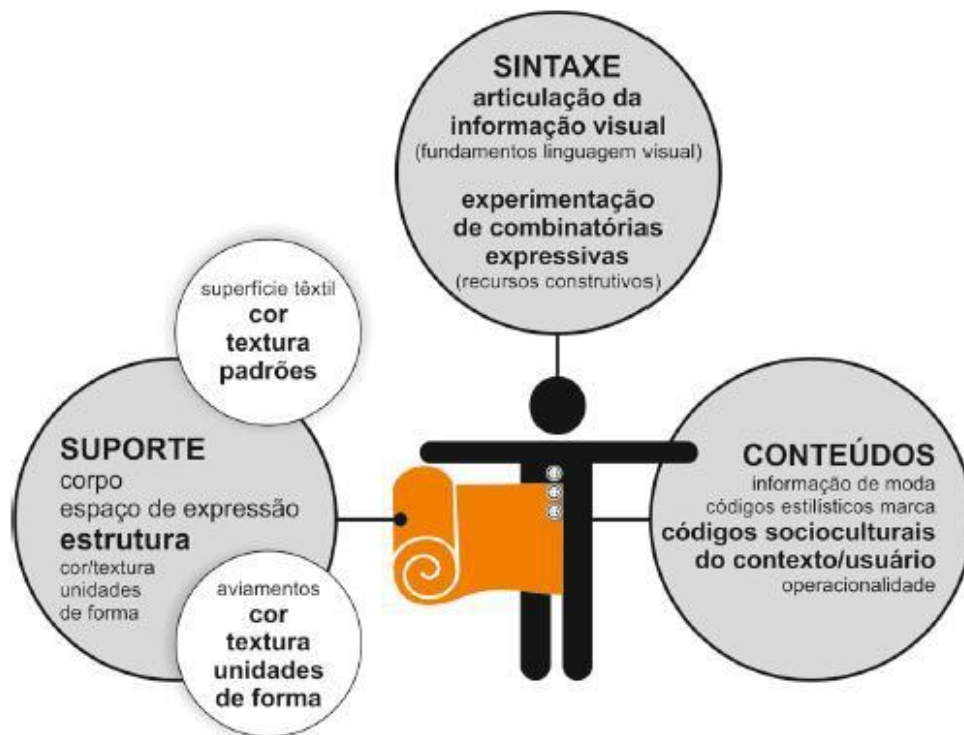 SINTAXE
articulação da
informação visual
(fundamentos linguagem visual)
experimentação
de combinatórias
expressivas
(recursos construtivos)
superfície têxtil
cor
textura
padrões
SUPORTE
corpo
espaço de expressão
estrutura
cor/textura
unidades
de forma
aviamentos
cor
textura
unidades
de forma
CONTEÚDOS
informação de moda
códigos estilísticos marca
códigos socioculturais
do contexto/usuário
operacionalidade